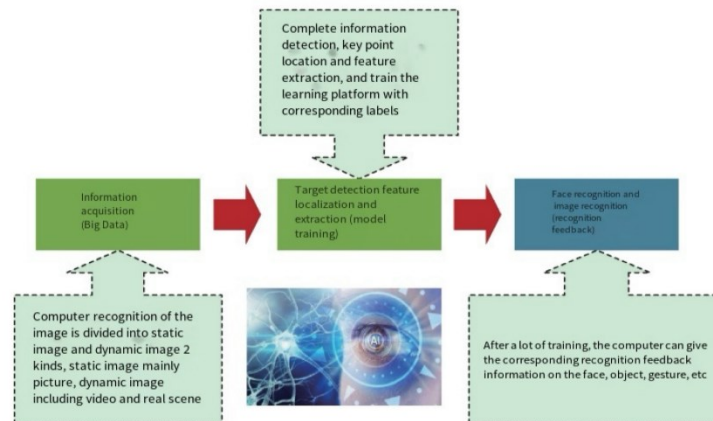 Complete information
detection, key point
location and feature
extraction, and train the
learning platform with
corresponding labels
Information
acquisition
(Big Data)
Target detection feature
localization and
extraction (model
training)
Face recognition and
image recognition
(recognition
feedback)
Computer recognition of the
image is divided into static
image and dynamic image 2
kinds, static image mainly
picture, dynamic image
including video and real scene
AI
After a lot of training, the computer can give
the corresponding recognition feedback
information on the face, object, gesture, etc